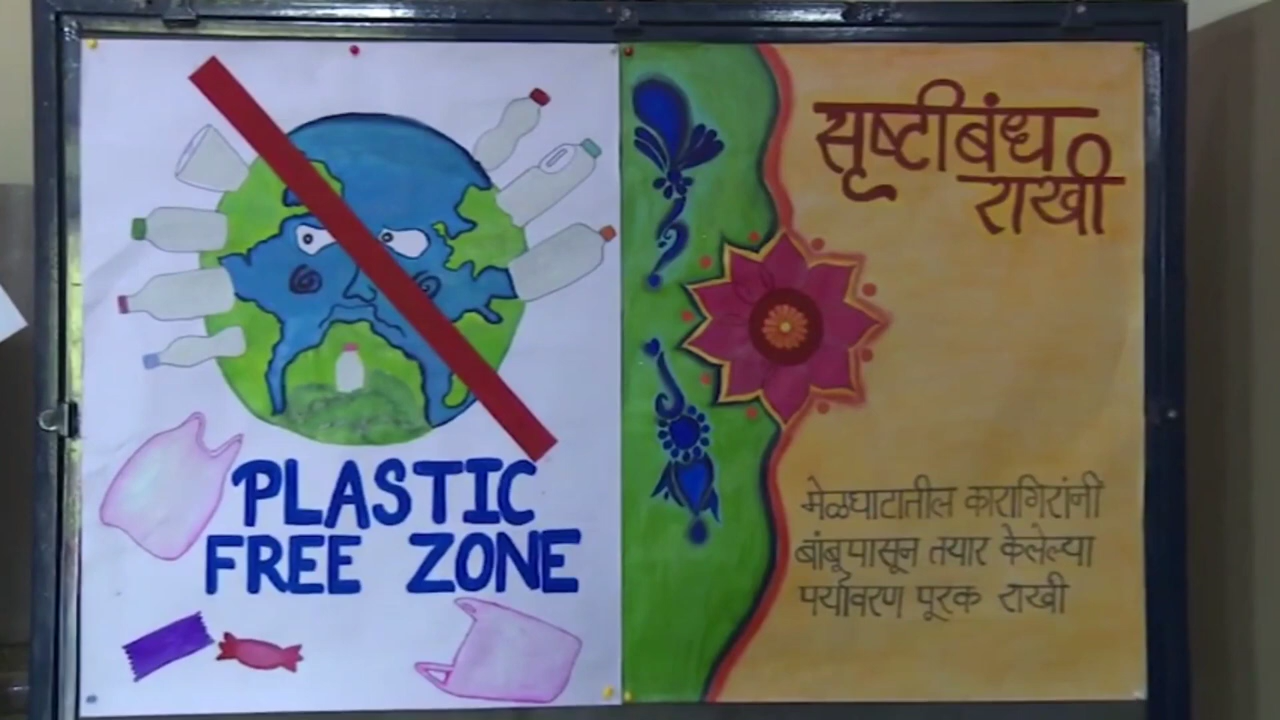 PLASTIC
FREE ZONE
सृष्टीबंध
राखी
मेळघाटातील कारागिरांनी
बांबूपासून तयार केलेल्या
पर्यावरण पूरक राखी